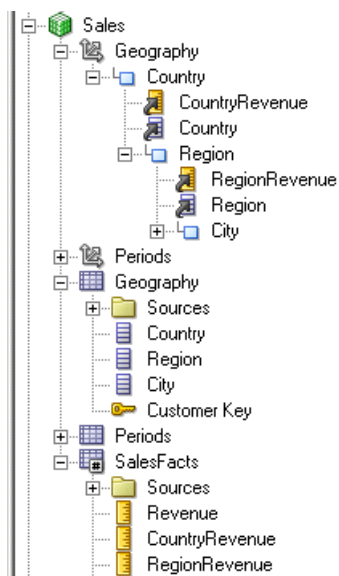 Sales
Geography
Country
CountryRevenue
Country
Region
RegionRevenue
Region
City
Periods
Geography
Sources
Country
Region
City
Customer Key
Periods
SalesFacts
Sources
Revenue
CountryRevenue
RegionRevenue